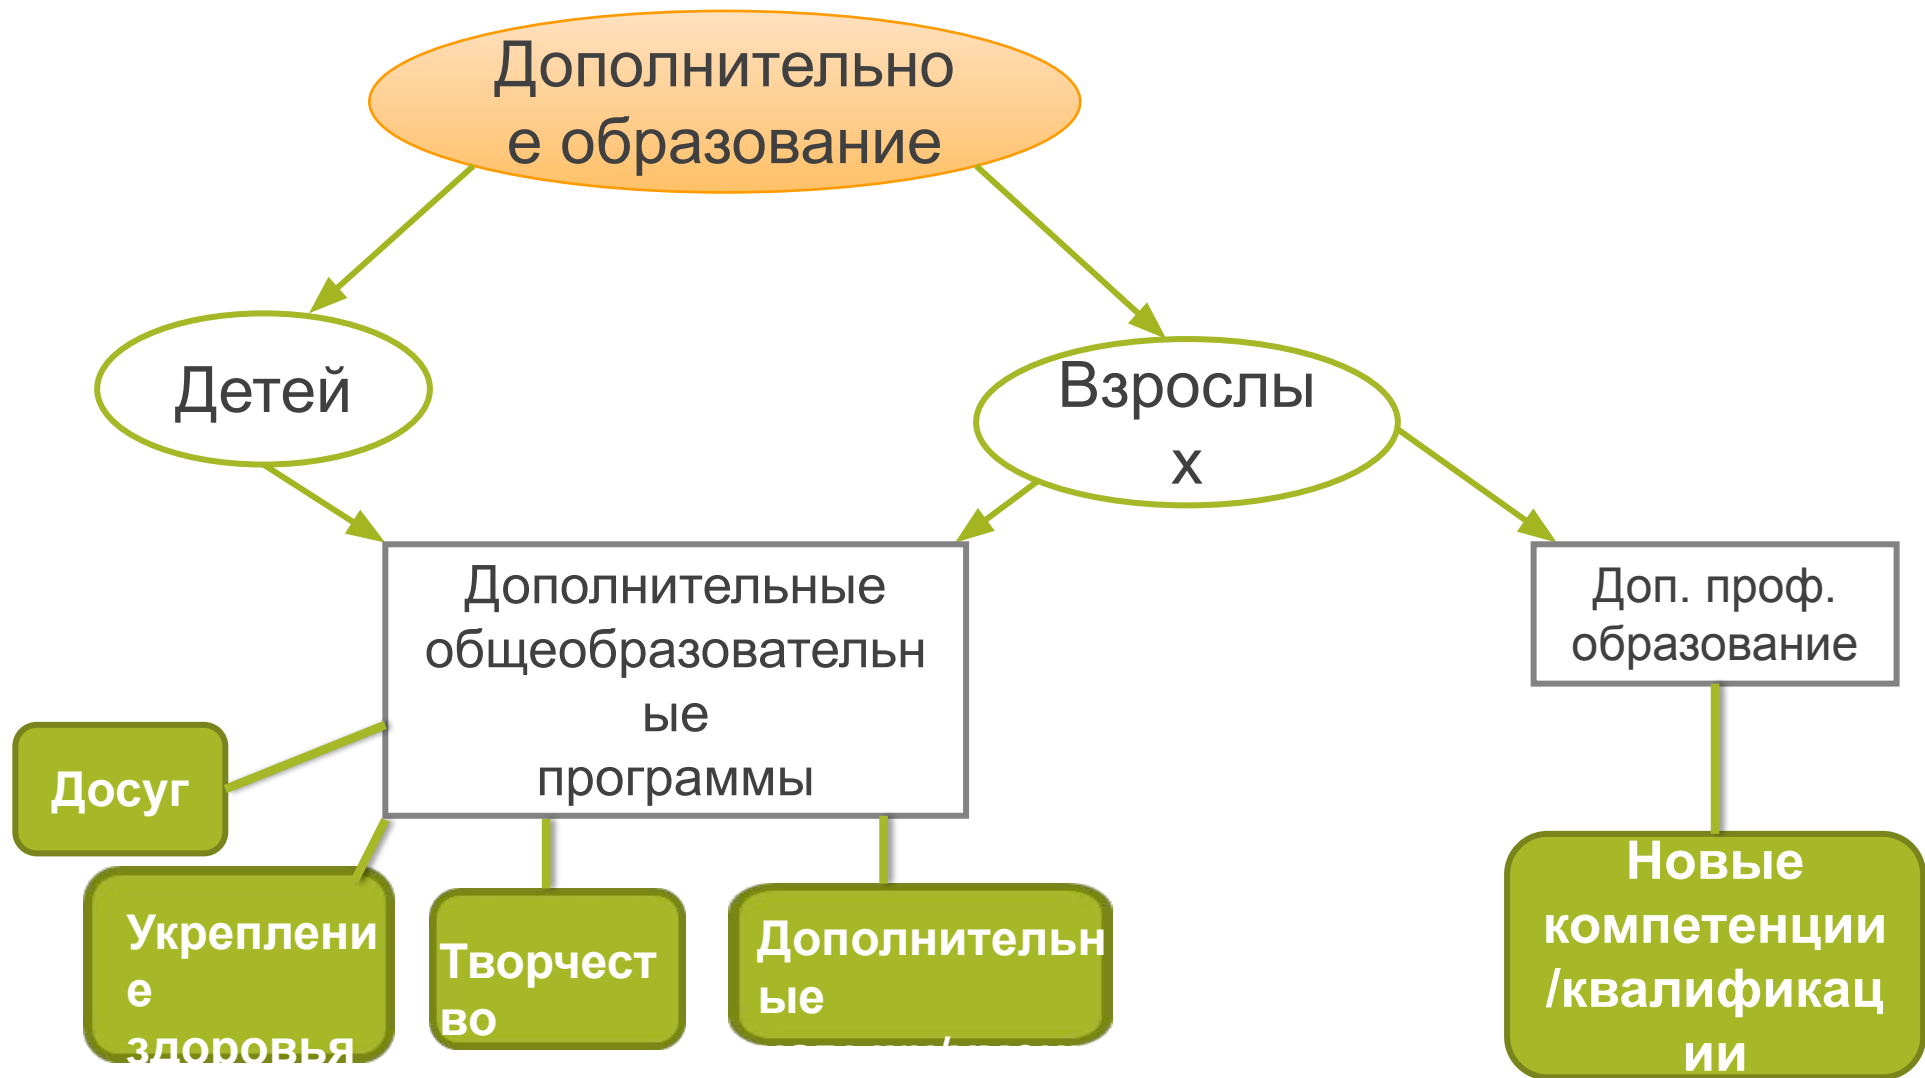 Дополнительно
е образование
Детей
Взрослы
х
Дополнительные
общеобразовательн
ые
программы
Доп. проф.
образование
Досуг
Укреплени
е
здоровья
Творчест
во
Дополнительн
ые
Новые
компетенции
/квалификац
ии